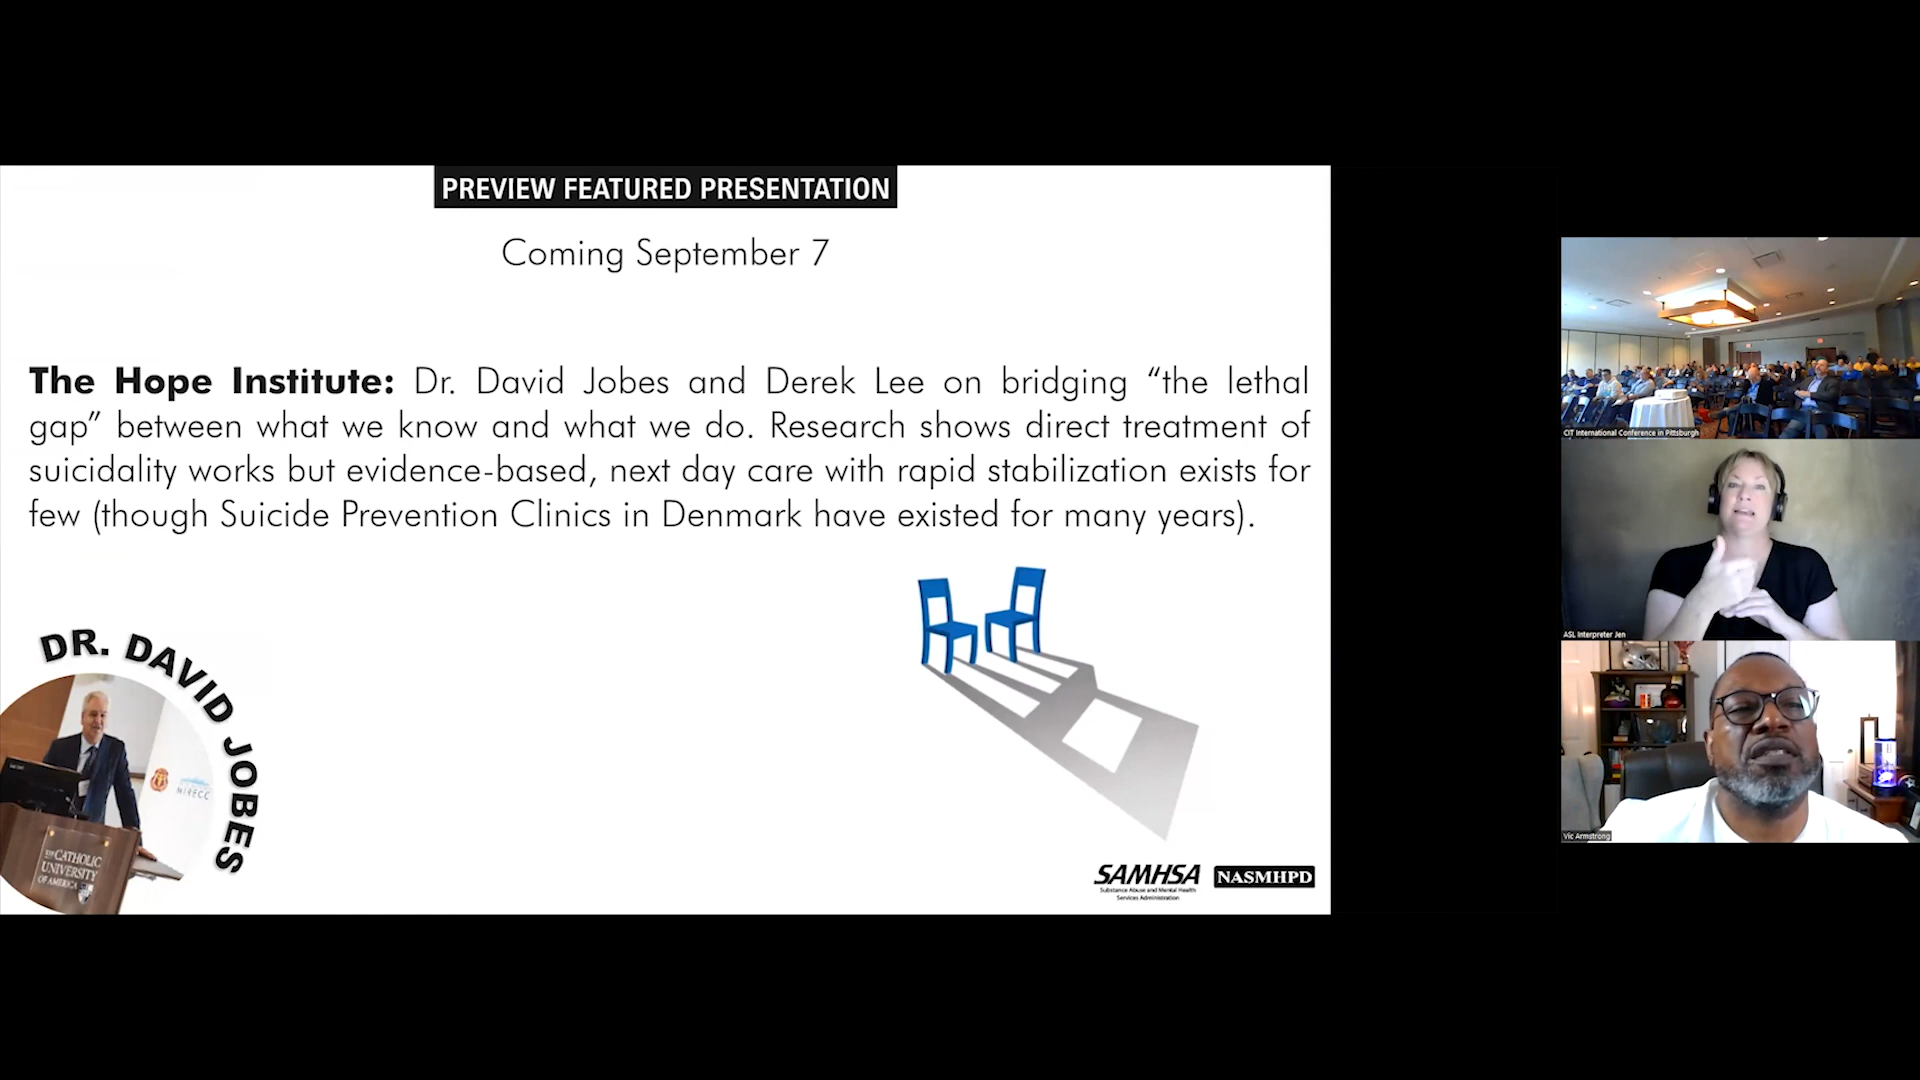 PREVIEW FEATURED PRESENTATION
Coming September 7
The Hope Institute: Dr. David Jobes and Derek Lee on bridging “the lethal
gap” between what we know and what we do. Research shows direct treatment of
suicidality works but evidence-based, next day care with rapid stabilization exists for
few (though Suicide Prevention Clinics in Denmark have existed for many years).
DR. DAVID JOBES
MIRECC
THE CATHOLIC
UNIVERSITY
OF AMERICA
SAMHSA
Substance Abuse and Mental Health
Services Administration
NASMHPD
CIT International Conference in Pittsburgh
ASL Interpreter Jen
Vic Armstrong